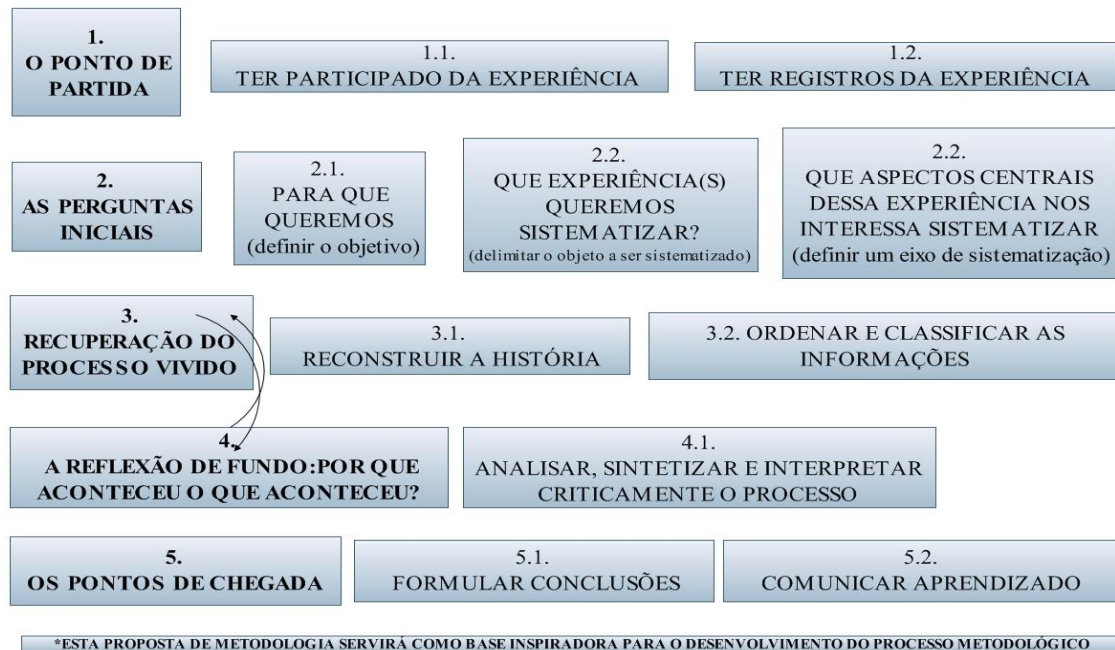 1.
O PONTO DE
PARTIDA
1.1.
TER PARTICIPADO DA EXPERIÊNCIA
1.2.
TER REGISTROS DA EXPERIÊNCIA
2.
AS PERGUNTAS
INICIAIS
2.1.
PARA QUE
QUEREMOS
(definir o objetivo)
2.2.
QUE EXPERIÊNCIA(S)
QUEREMOS
SISTEMATIZAR?
(delimitar o objeto a ser sistematizado)
2.2.
QUE ASPECTOS CENTRAIS
DESSA EXPERIÊNCIA NOS
INTERESSA SISTEMATIZAR
(definir um eixo de sistematização)
3.
RECUPERAÇÃO DO
PROCESSO VIVIDO
3.1.
RECONSTRUIR A HISTÓRIA
3.2. ORDENAR E CLASSIFICAR AS
INFORMAÇÕES
4.
A REFLEXÃO DE FUNDO:POR QUE
ACONTECEU O QUE ACONTECEU?
4.1.
ANALISAR, SINTETIZAR E INTERPRETAR
CRITICAMENTE O PROCESSO
5.
OS PONTOS DE CHEGADA
5.1.
FORMULAR CONCLUSÕES
5.2.
COMUNICAR APRENDIZADO
*ESTA PROPOSTA DE METODOLOGIA SERVIRÁ COMO BASE INSPIRADORA PARA O DESENVOLVIMENTO DO PROCESSO METODOLÓGICO